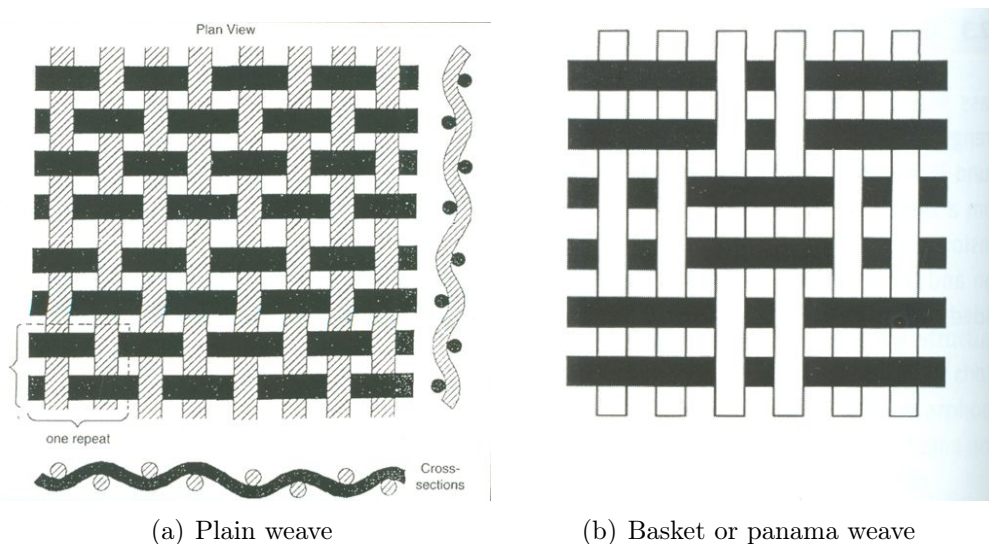 Plan View
one repeat
Cross-
sections
(a) Plain weave
(b) Basket or panama weave